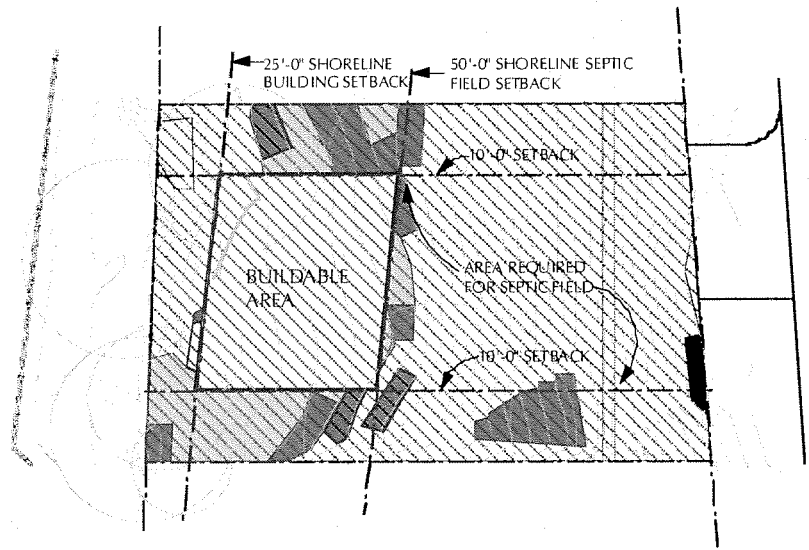 25'-0" SHORELINE
BUILDING SETBACK
50'-0" SHORELINE SEPTIC
FIELD SETBACK
10'-0" SETBACK
BUILDABLE
AREA
AREA REQUIRED
FOR SEPTIC FIELD
10'-0" SETBACK